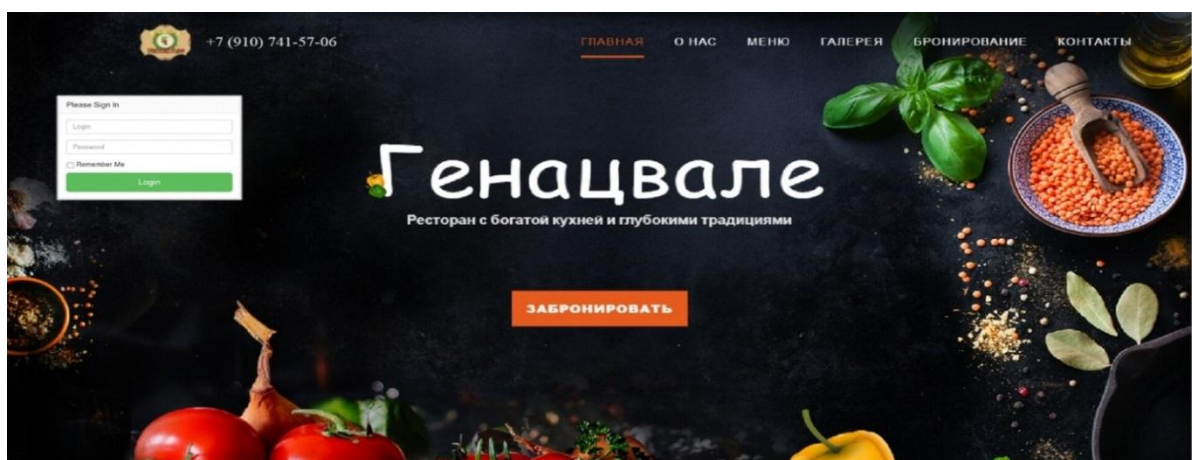 +7 (910) 741-57-06
ГЛАВНАЯ О НАС МЕНЮ ГАЛЕРЕЯ БРОНИРОВАНИЕ КОНТАКТЫ
Please Sign In
Login
Password
Remember Me
Login
Генацвале
Ресторан с богатой кухней и глубокими традициями
ЗАБРОНИРОВАТЬ